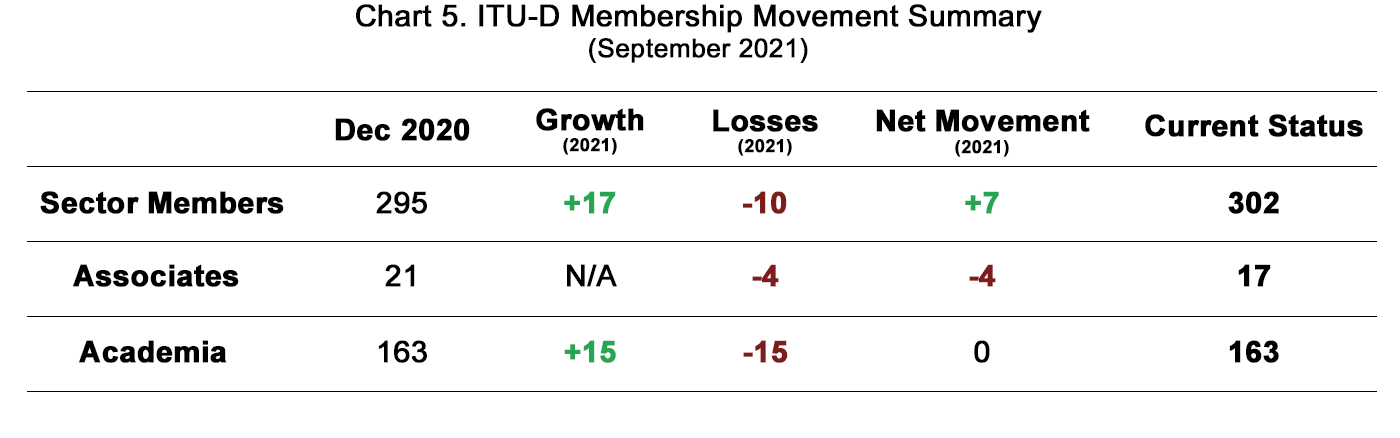 Chart 5. ITU-D Membership Movement Summary
(September 2021)
Dec 2020 Growth Losses Net Movement Current Status
(2021) (2021) (2021)
Sector Members 295 +17 -10 +7 302
Associates 21 N/A -4 -4 17
Academia 163 +15 -15 0 163